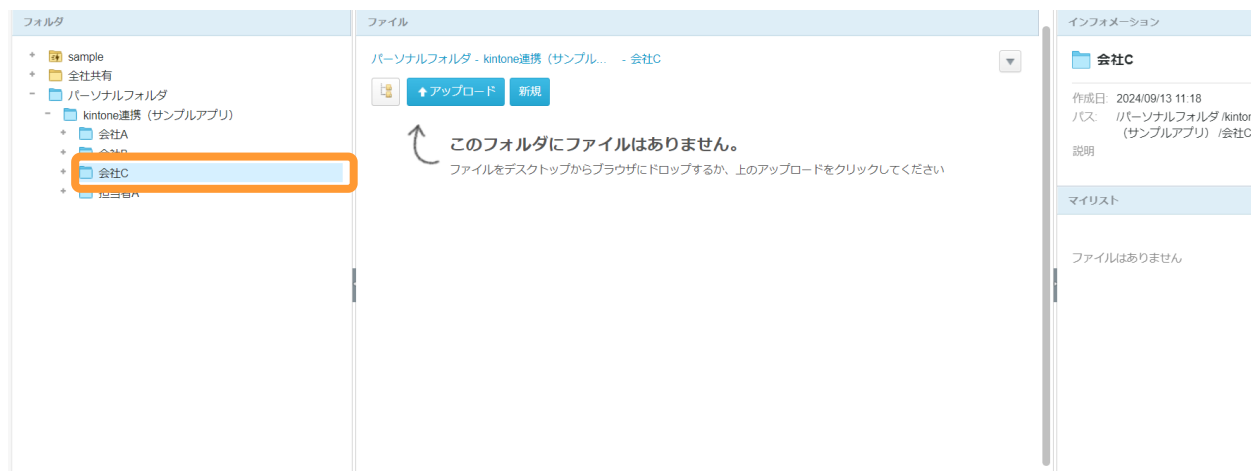 フォルダ
sample
全社共有
パーソナルフォルダ
kintone連携（サンプルアプリ）
会社A
会社B
会社C
担当者A
ファイル
パーソナルフォルダ - kintone連携（サンプル... - 会社C
アップロード
新規
このフォルダにファイルはありません。
ファイルをデスクトップからブラウザにドロップするか、上のアップロードをクリックしてください
インフォメーション
会社C
作成日: 2024/09/13 11:18
パス: /パーソナルフォルダ /kinton
（サンプルアプリ） /会社C
説明
マイリスト
ファイルはありません